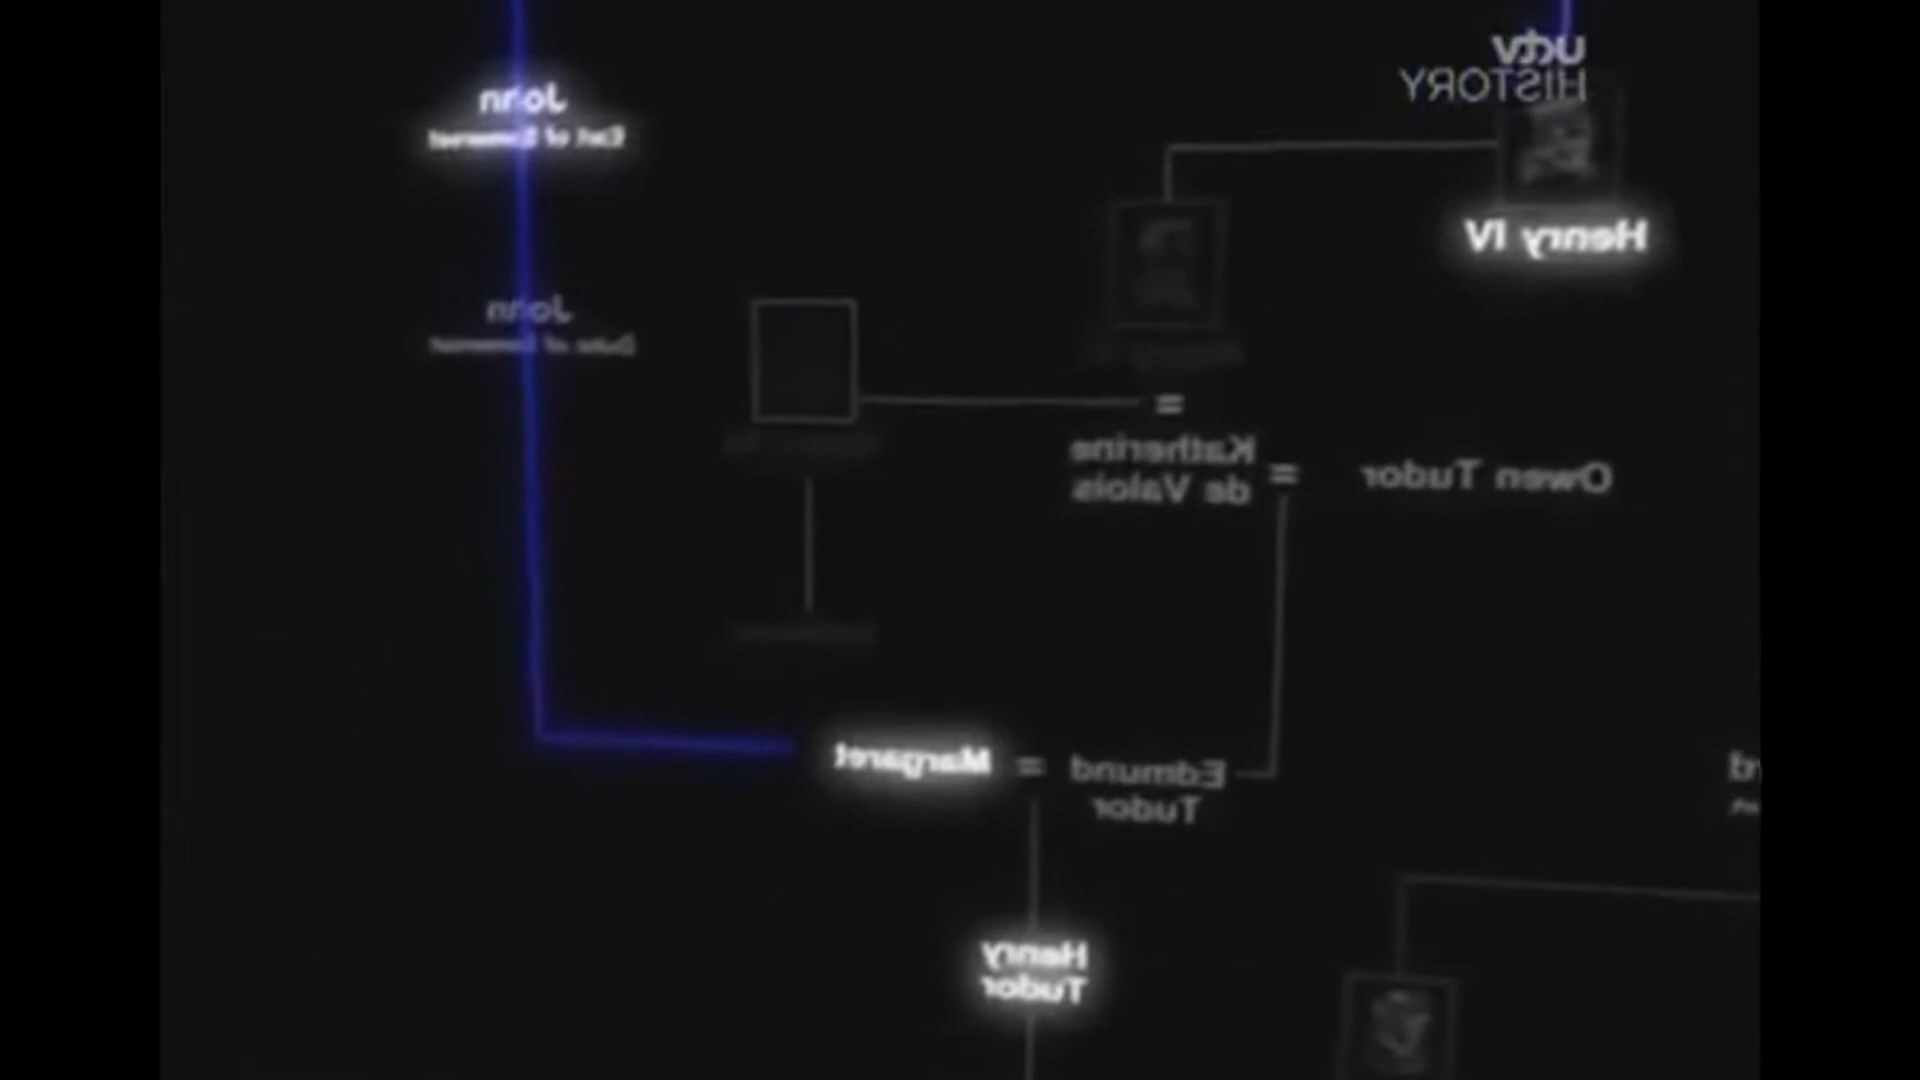 uctv
HISTORY
John
Earl of Somerset
Henry IV
John
Duke of Somerset
=
Katherine
de Valois
=
Owen Tudor
Margaret
=
Edmund
Tudor
Henry
Tudor